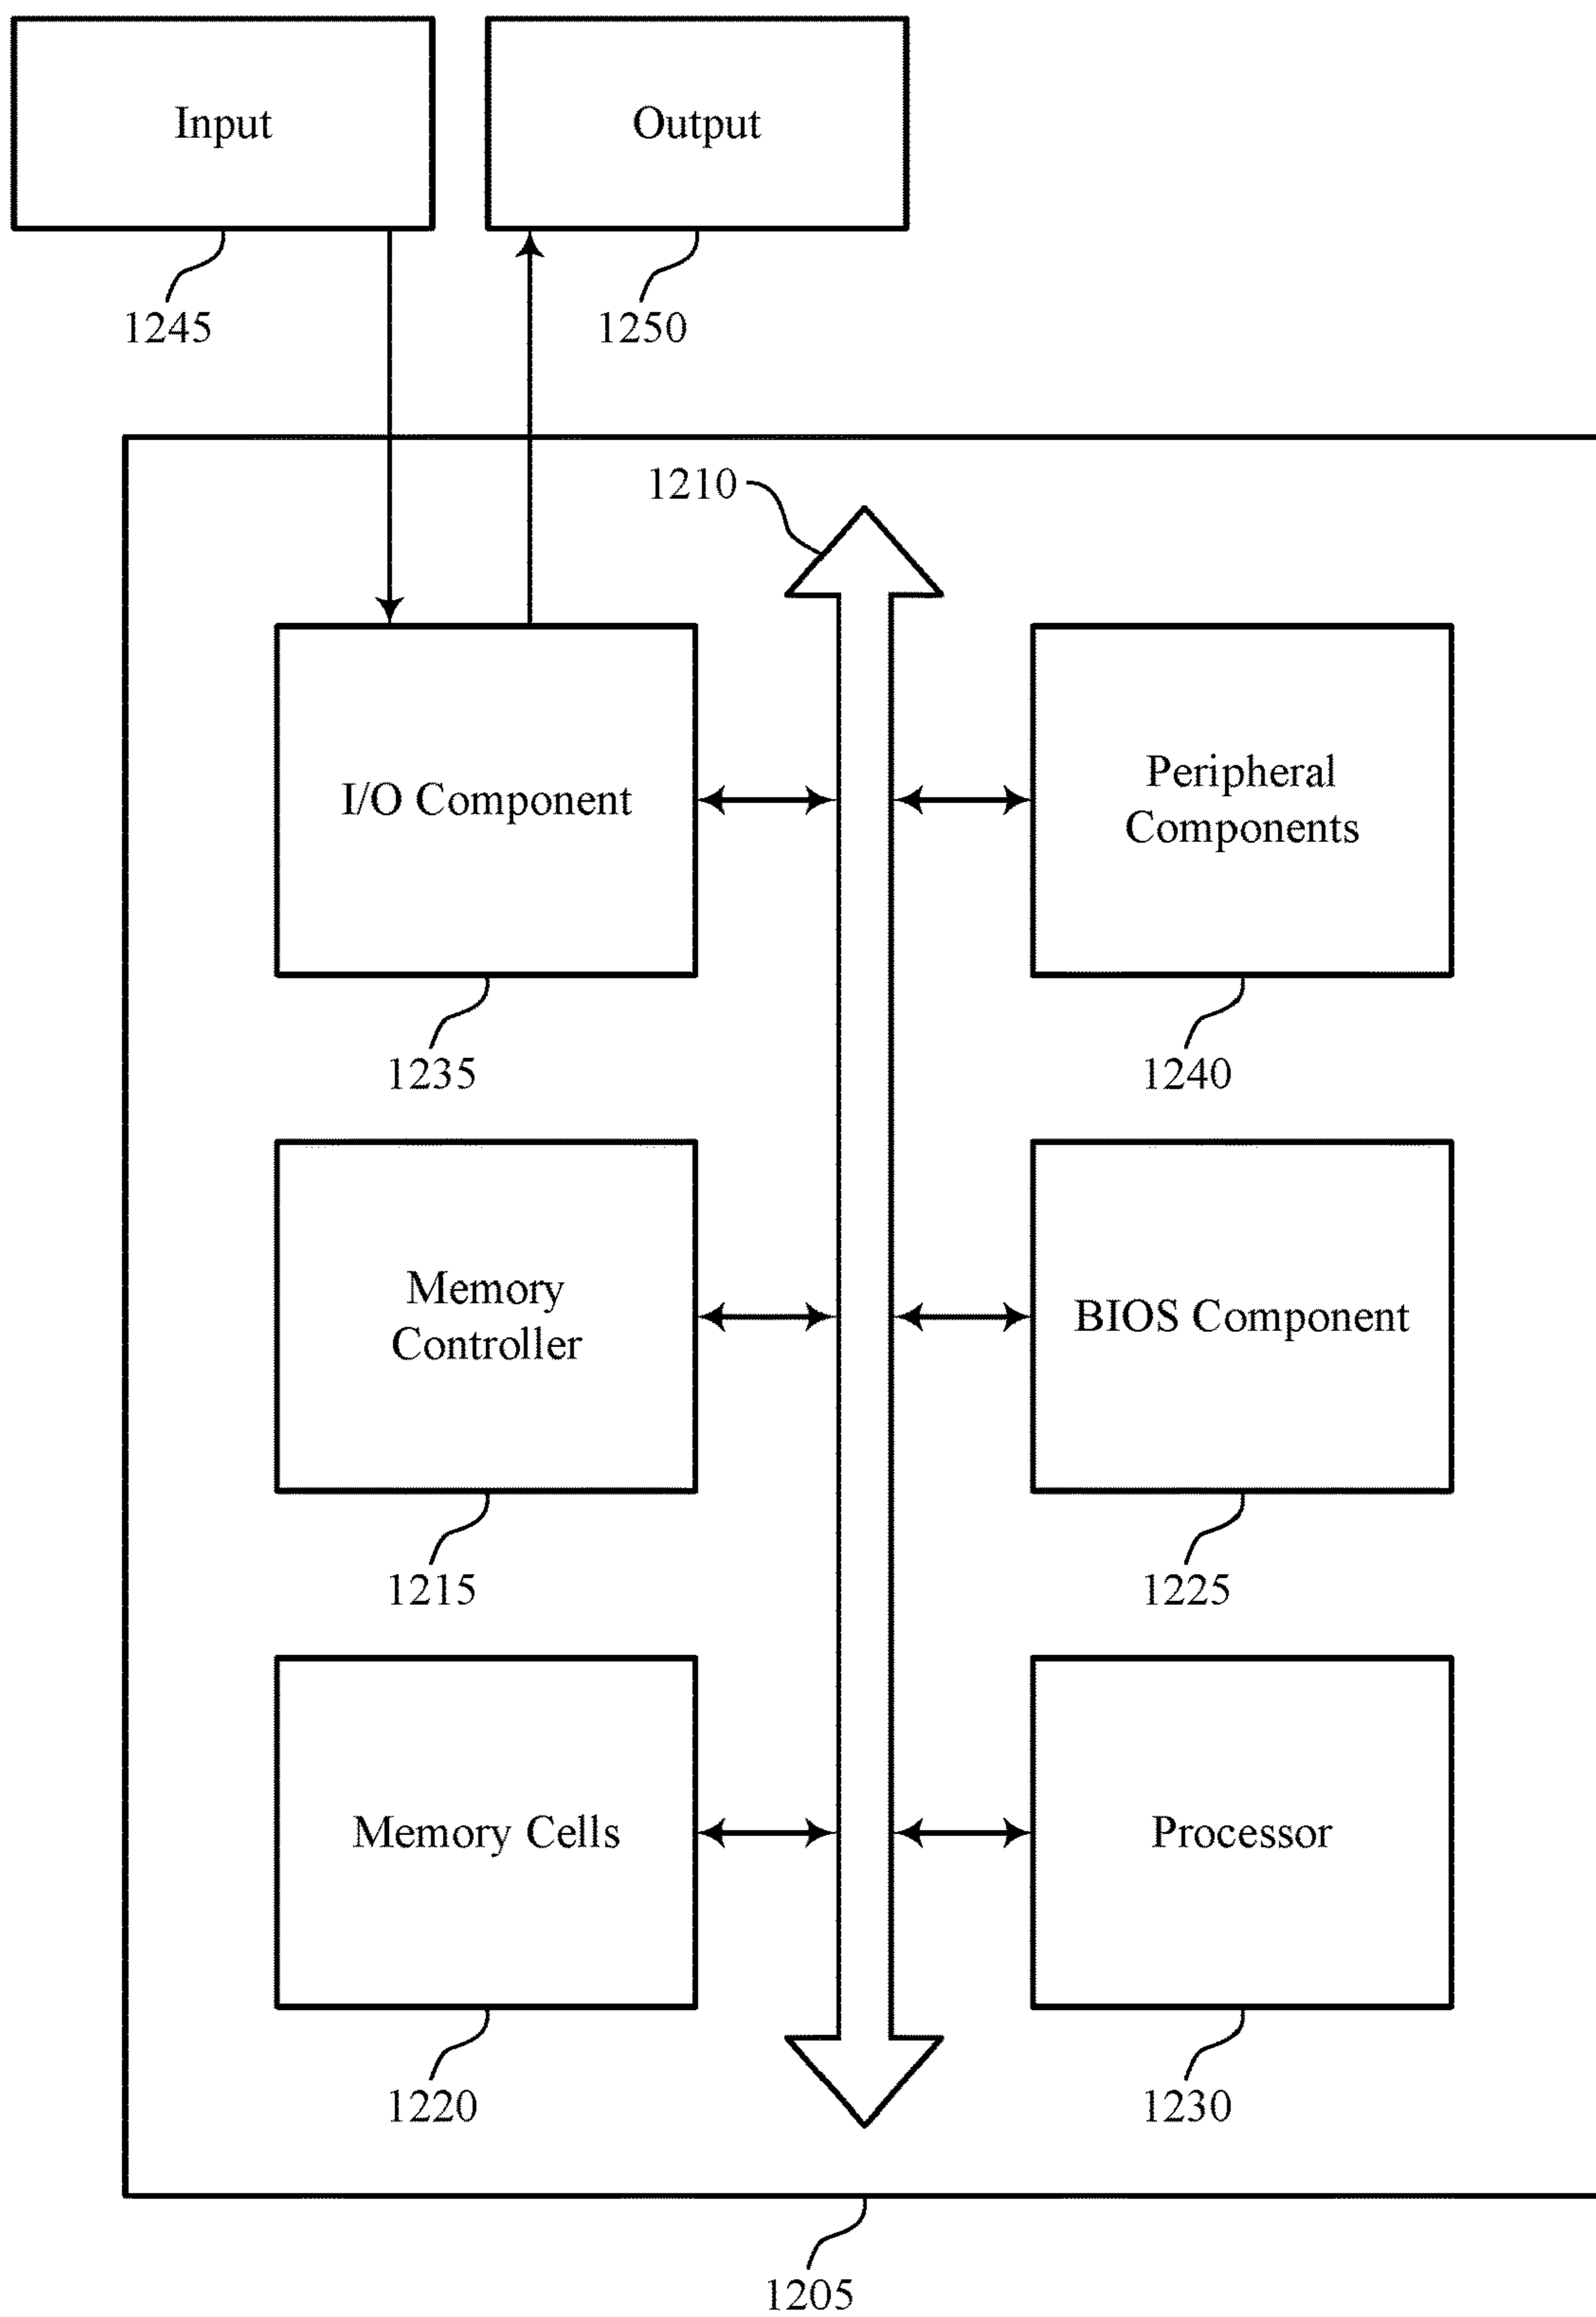 Input
Output
1245
1250
1210
I/O Component
Peripheral
Components
1235
1240
Memory
Controller
BIOS Component
1215
1225
Memory Cells
Processor
1220
1230
1205